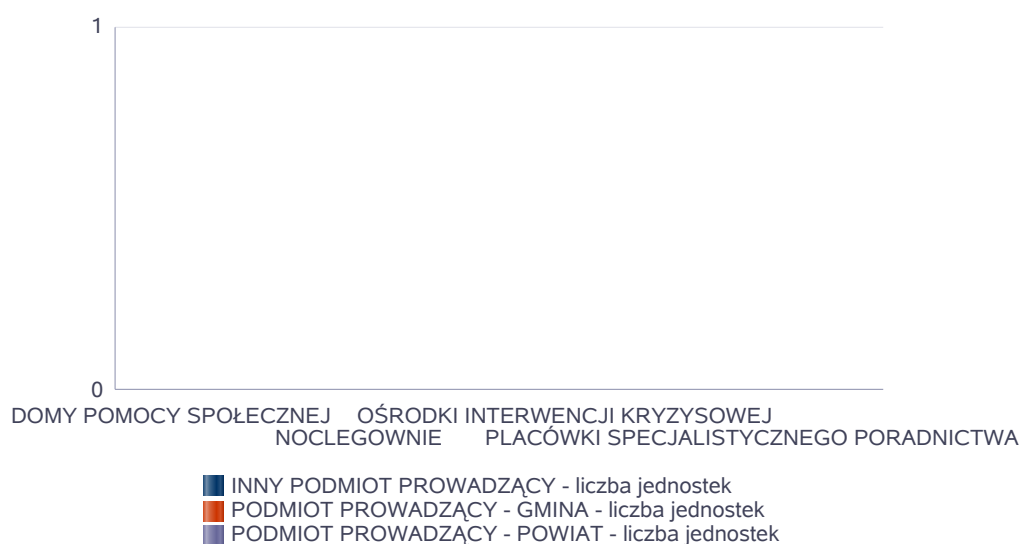 1
0
DOMY POMOCY SPOŁECZNEJ OŚRODKI INTERWENCJI KRYZYSOWEJ
NOCLEGOWNIE PLACÓWKI SPECJALISTYCZNEGO PORADNICTWA
INNY PODMIOT PROWADZĄCY - liczba jednostek
PODMIOT PROWADZĄCY - GMINA - liczba jednostek
PODMIOT PROWADZĄCY - POWIAT - liczba jednostek